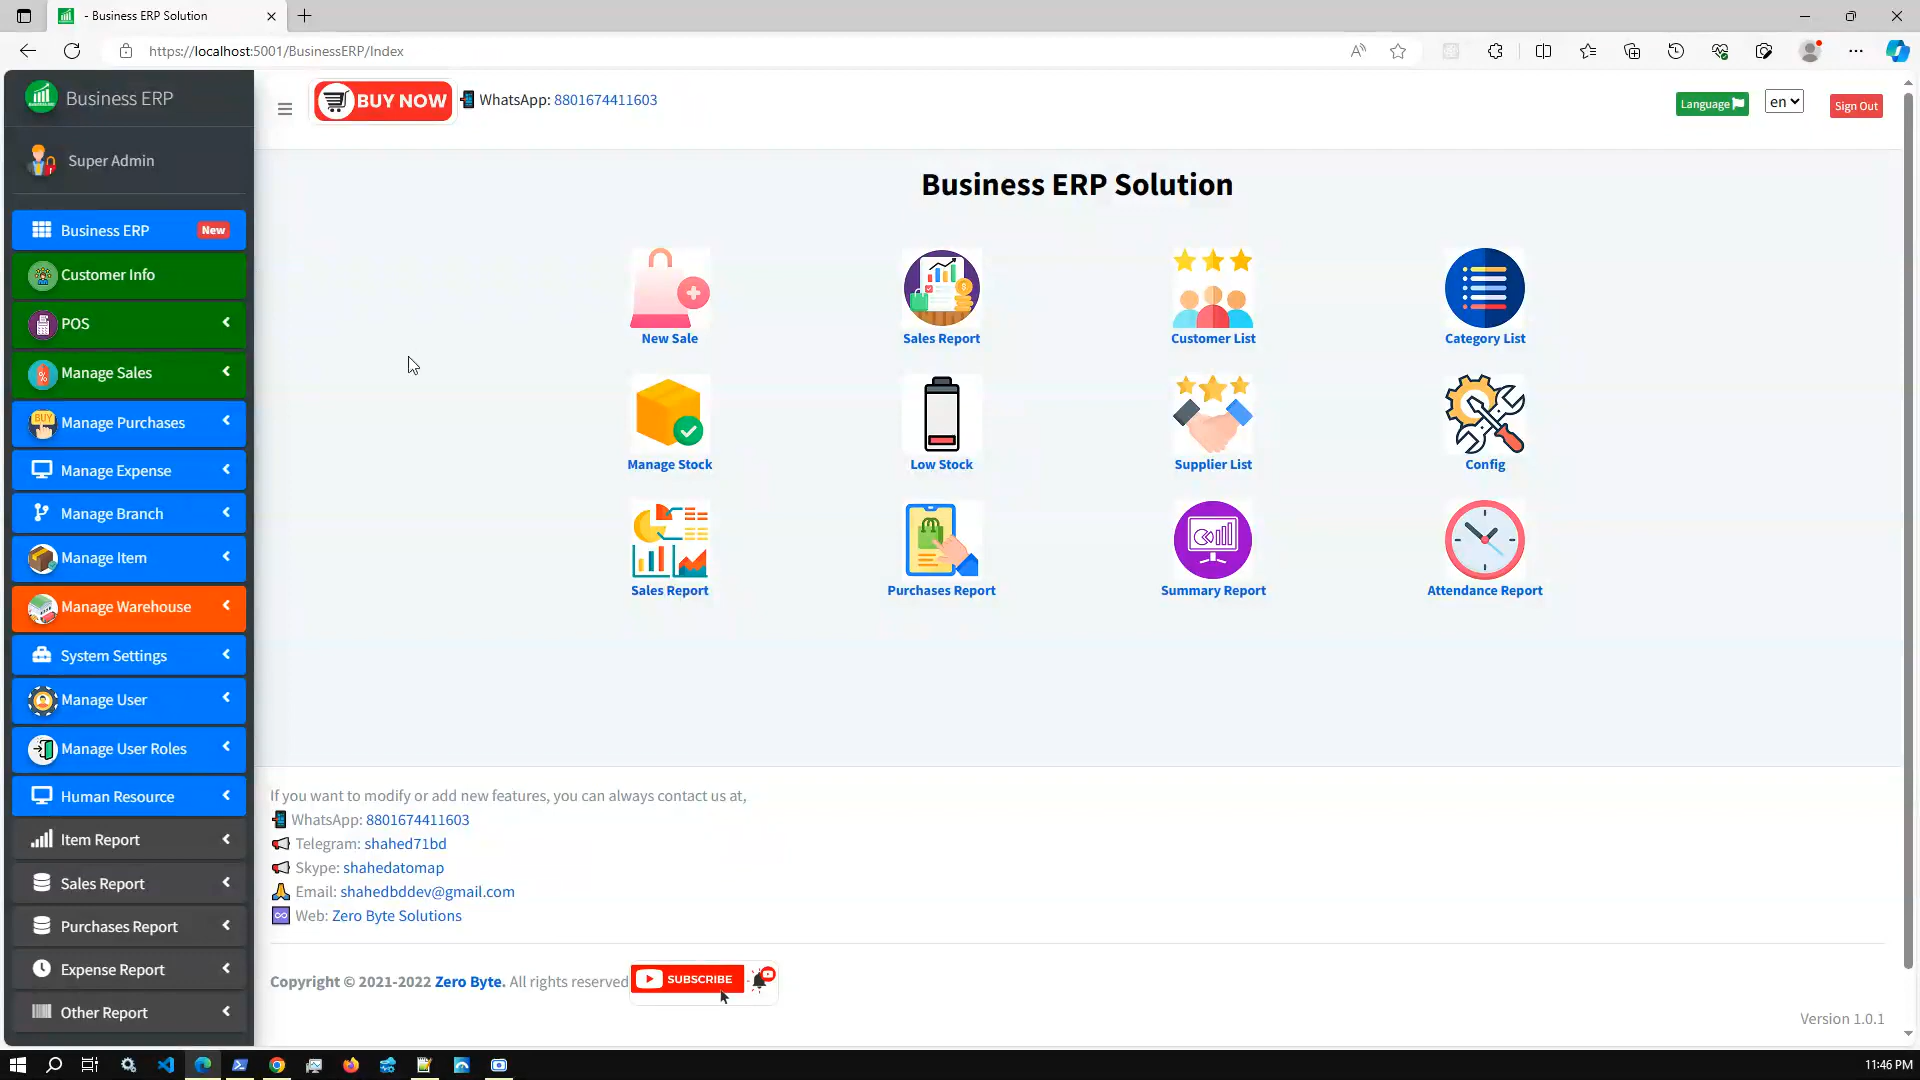 - Business ERP Solution
https://localhost:5001/BusinessERP/Index
Business ERP
BUY NOW
WhatsApp: 8801674411603
Language
en
Sign Out
Super Admin
Business ERP New
Customer Info
POS
Manage Sales
Manage Purchases
Manage Expense
Manage Branch
Manage Item
Manage Warehouse
System Settings
Manage User
Manage User Roles
Human Resource
Item Report
Sales Report
Purchases Report
Expense Report
Other Report
Business ERP Solution
New Sale
Sales Report
Customer List
Category List
Manage Stock
Low Stock
Supplier List
Config
Sales Report
Purchases Report
Summary Report
Attendance Report
If you want to modify or add new features, you can always contact us at,
WhatsApp: 8801674411603
Telegram: shahed71bd
Skype: shahedatomap
Email: shahedbddev@gmail.com
Web: Zero Byte Solutions
Copyright © 2021-2022 Zero Byte. All rights reserved
SUBSCRIBE
Version 1.0.1
11:46 PM